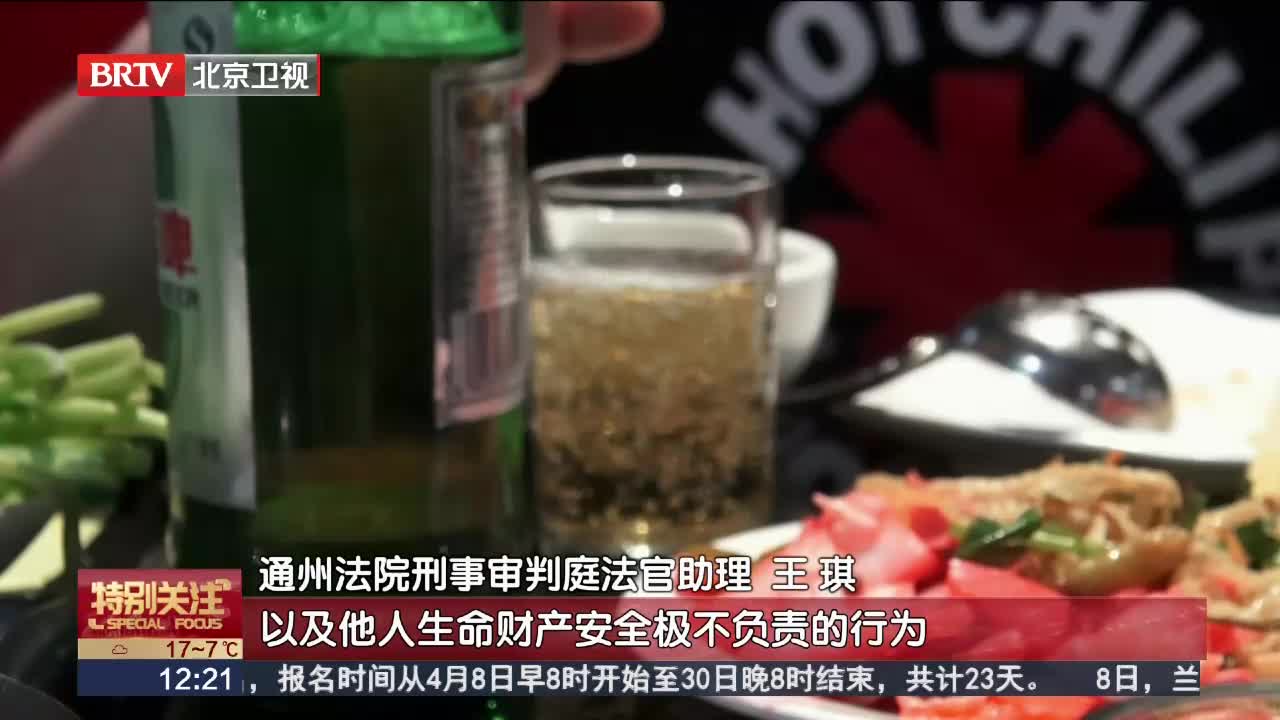 BRTV 北京卫视
HOT CHILI P
啤
通州法院刑事审判庭法官助理 王 琪
特别关注
SPECIAL FOCUS
以及他人生命财产安全极不负责的行为
17~7℃
12:21
，报名时间从4月8日早8时开始至30日晚8时结束，共计23天。 8日，兰